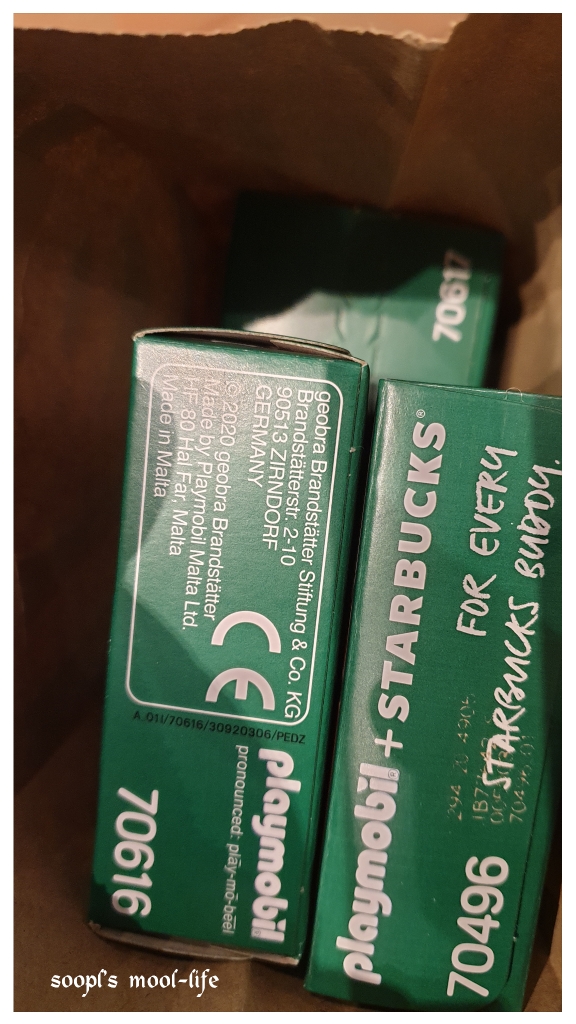 70617
geobra Brandstätter Stiftung & Co. KG
Brandstätterstr. 2-10
90513 ZIRNDORF
GERMANY
© 2020 geobra Brandstätter
Made by Playmobil Malta Ltd.
HF 80 Hal Far, Malta
Made in Malta
CE
A 01I/70616/30920306/PEDZ
playmobil
pronounced: play-mo-beel
70616
playmobil + STARBUCKS®
FOR EVERY
STARBUCKS BUDDY.
70496
soopl's mool-life